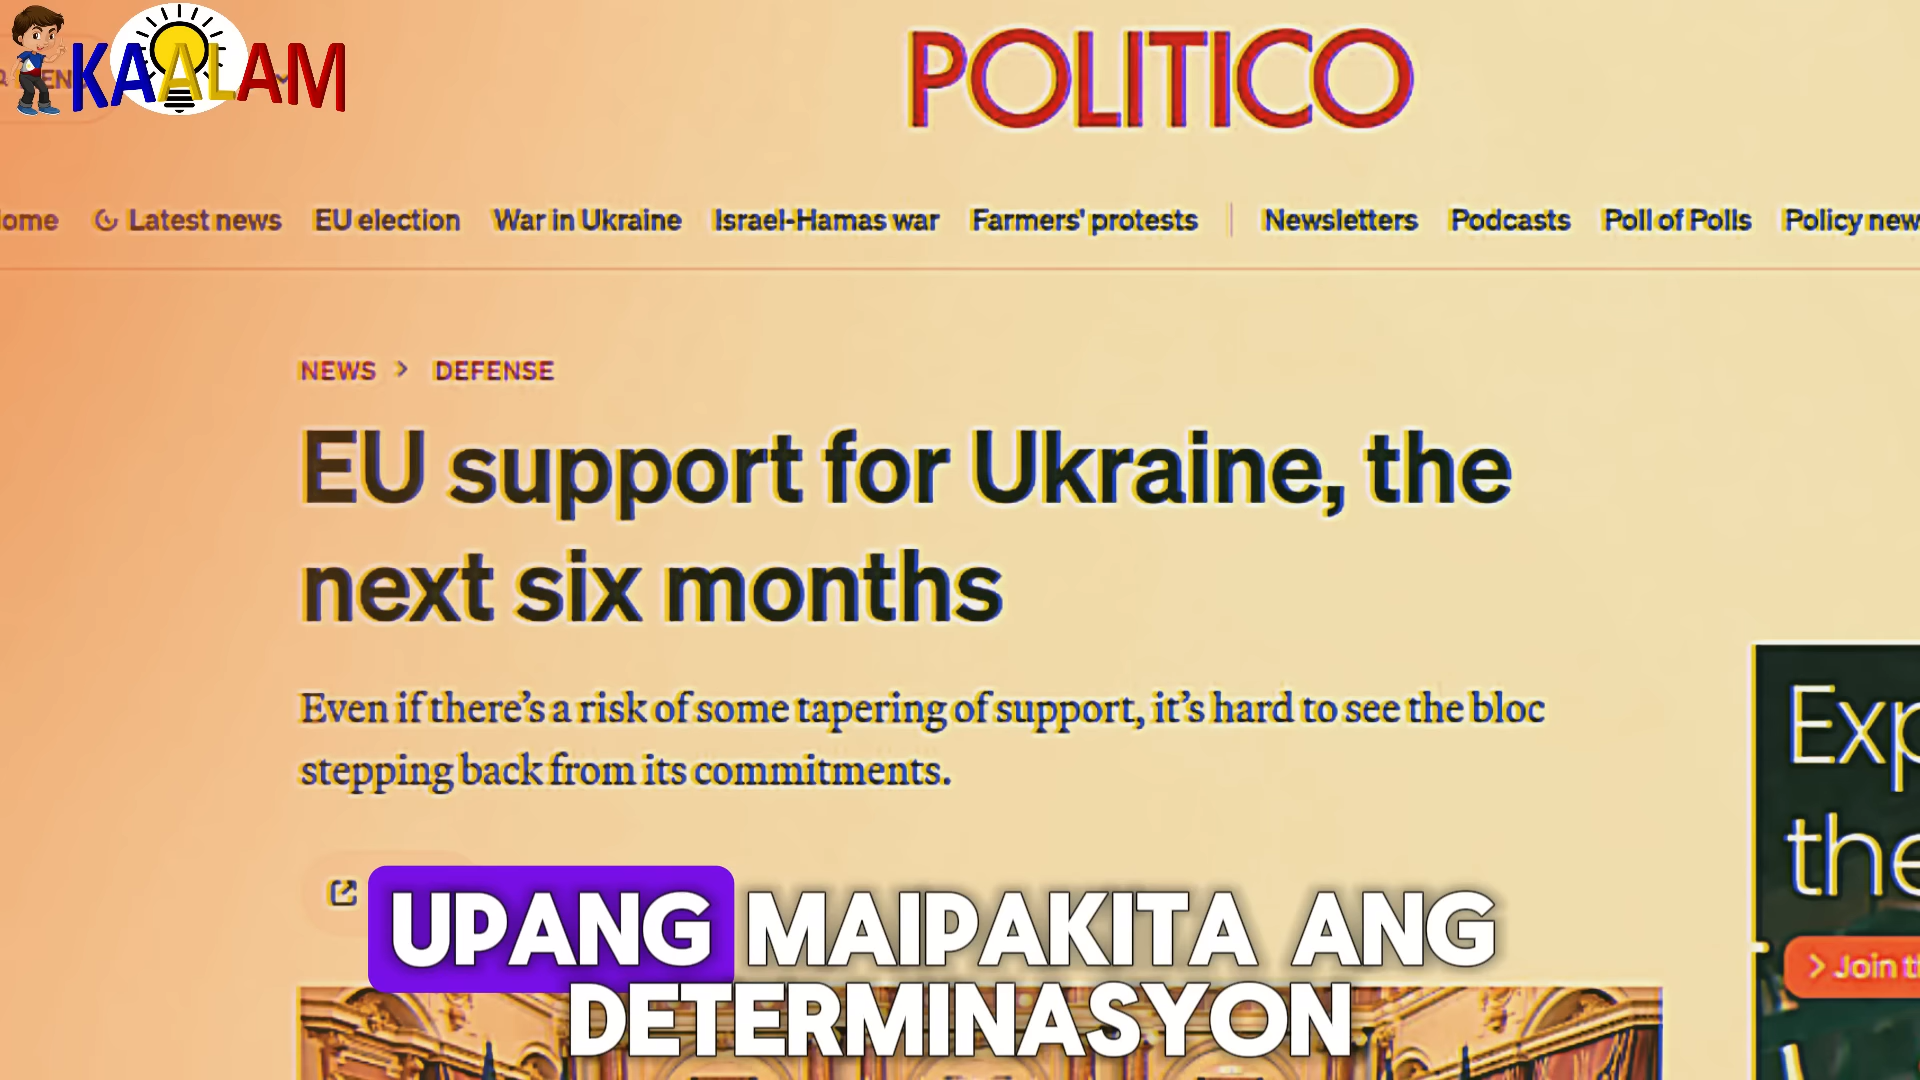 KAALAM
EN
POLITICO
ome Latest news EU election War in Ukraine Israel-Hamas war Farmers' protests Newsletters Podcasts Poll of Polls Policy new
NEWS > DEFENSE
EU support for Ukraine, the
next six months
Even if there's a risk of some tapering of support, it's hard to see the bloc
stepping back from its commitments.
Exp
the
> Join th
UPANG MAIPAKITA ANG
DETERMINASYON